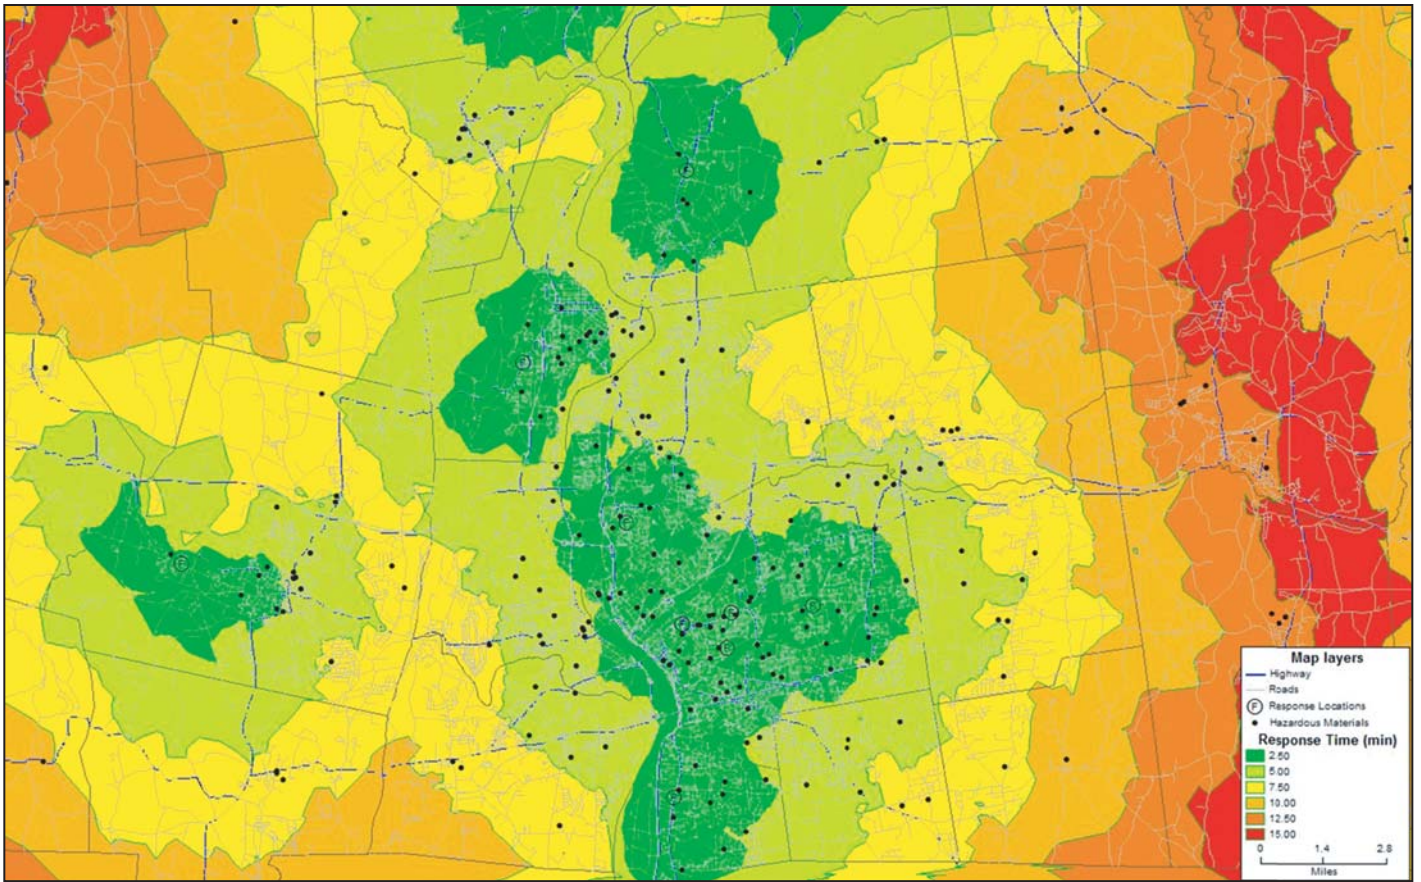 Map layers
Highway
Roads
F Response Locations
Hazardous Materials
Response Time (min)
2.50
5.00
7.50
10.00
12.50
15.00
0 1.4 2.8
Miles